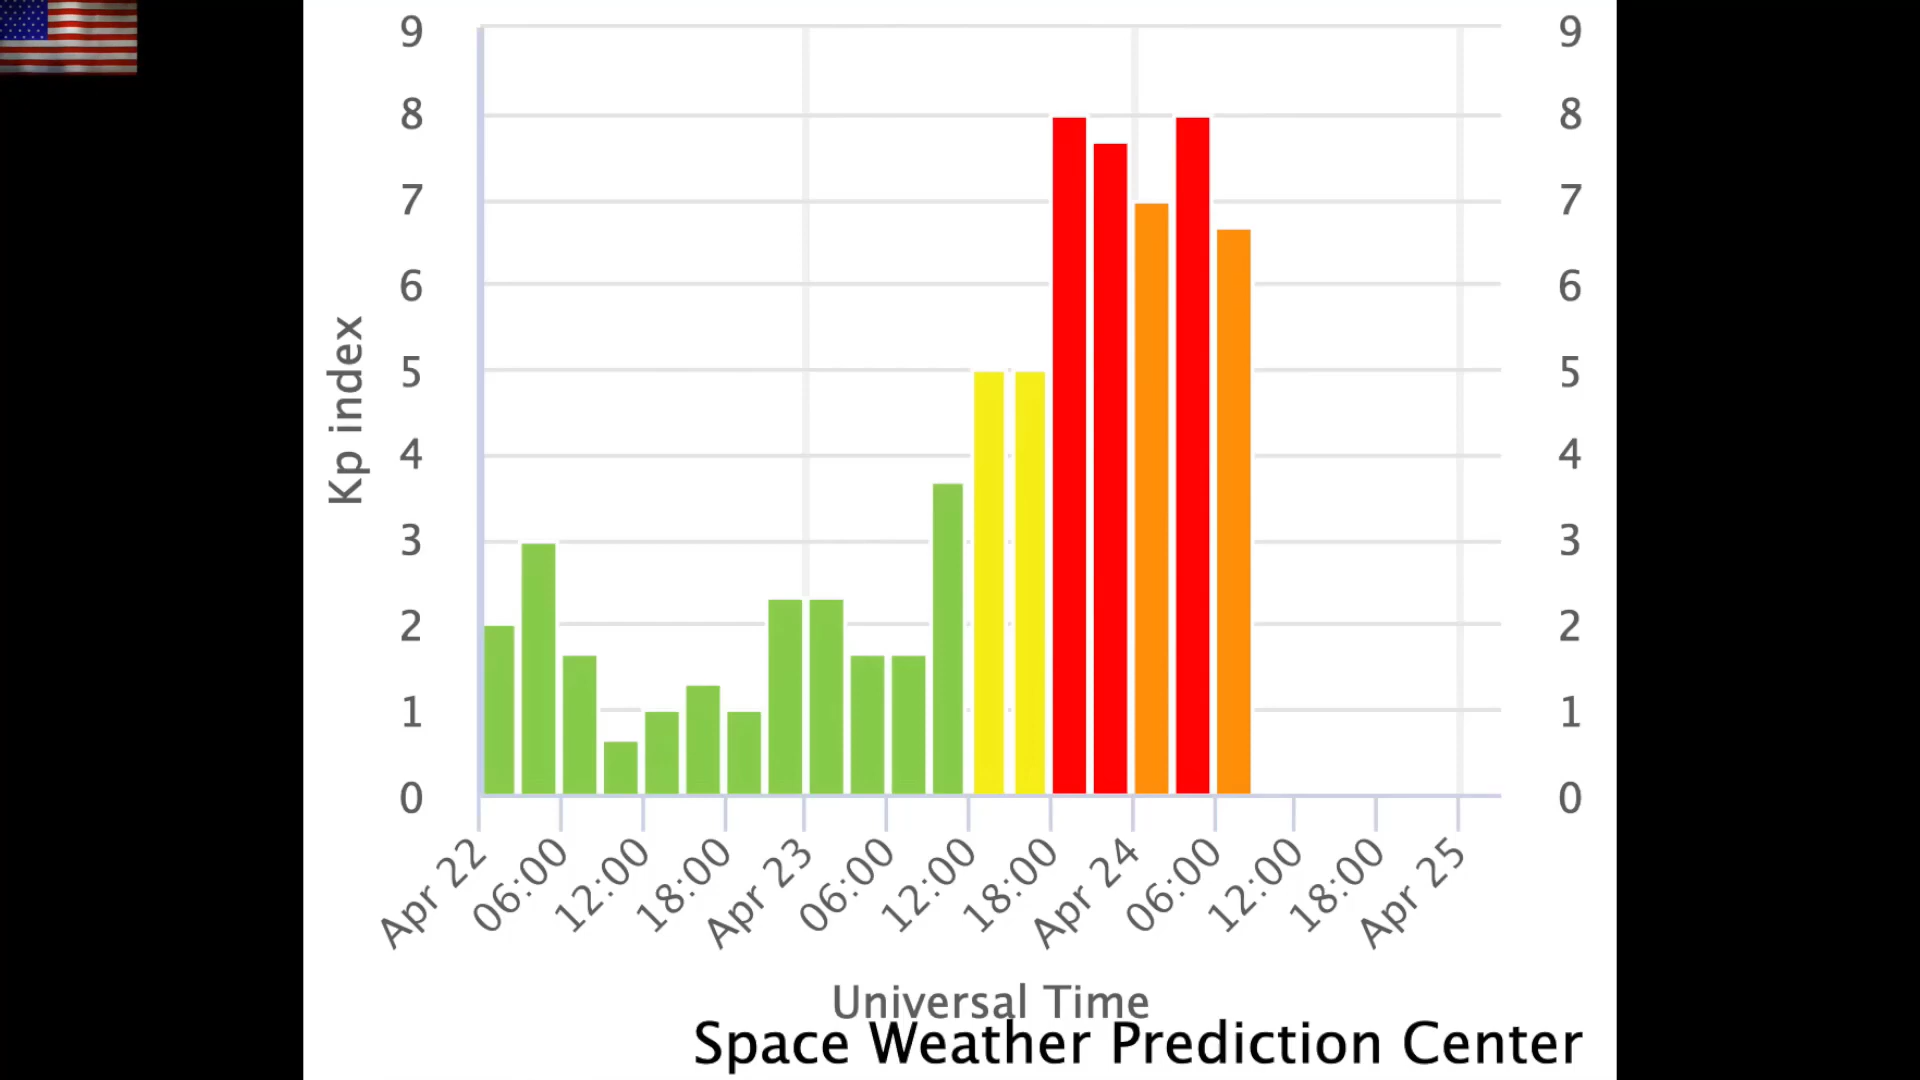 9 9
8 8
7 7
6 6
5 5
4 4
3 3
2 2
1 1
0 0
Kp index
Apr 22 06:00 12:00 18:00 Apr 23 06:00 12:00 18:00 Apr 24 06:00 12:00 18:00 Apr 25
Universal Time
Space Weather Prediction Center